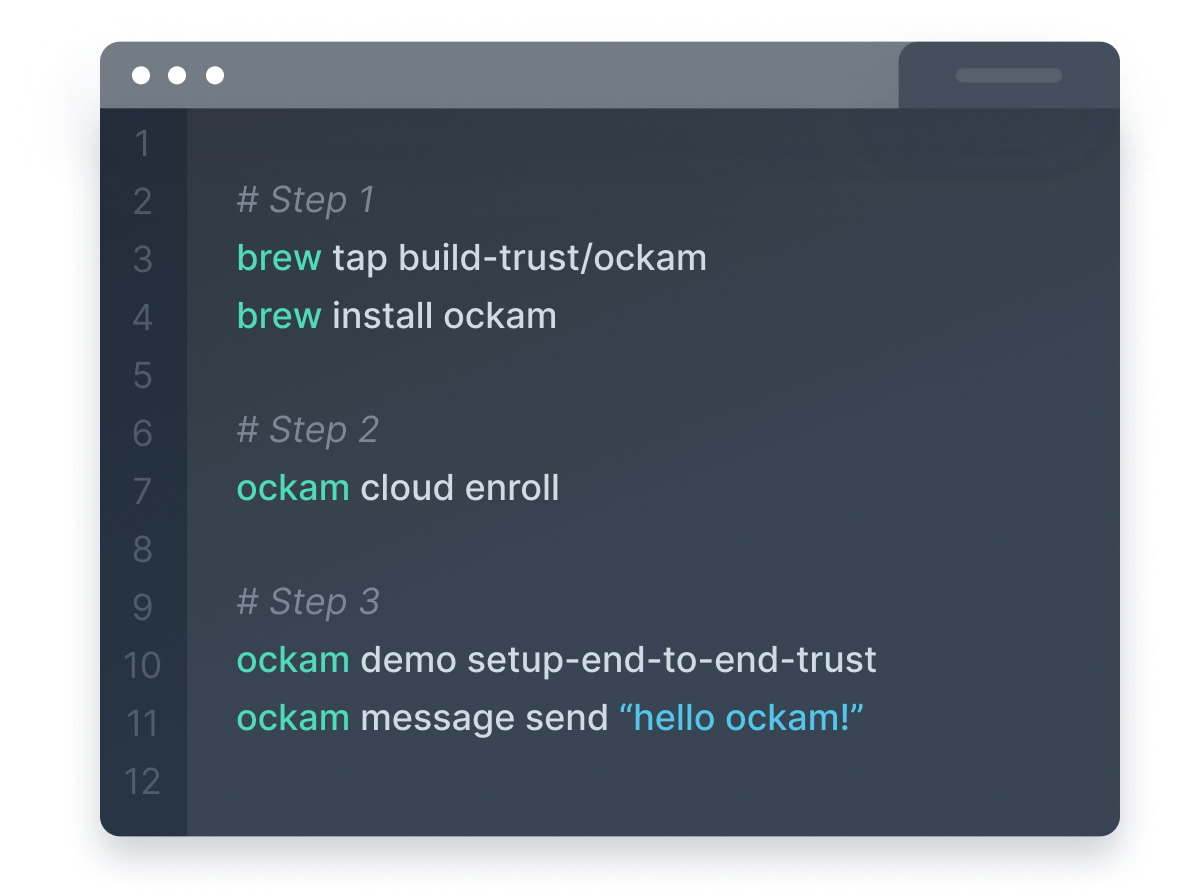 1
2 # Step 1
3 brew tap build-trust/ockam
4 brew install ockam
5
6 # Step 2
7 ockam cloud enroll
8
9 # Step 3
10 ockam demo setup-end-to-end-trust
11 ockam message send “hello ockam!”
12